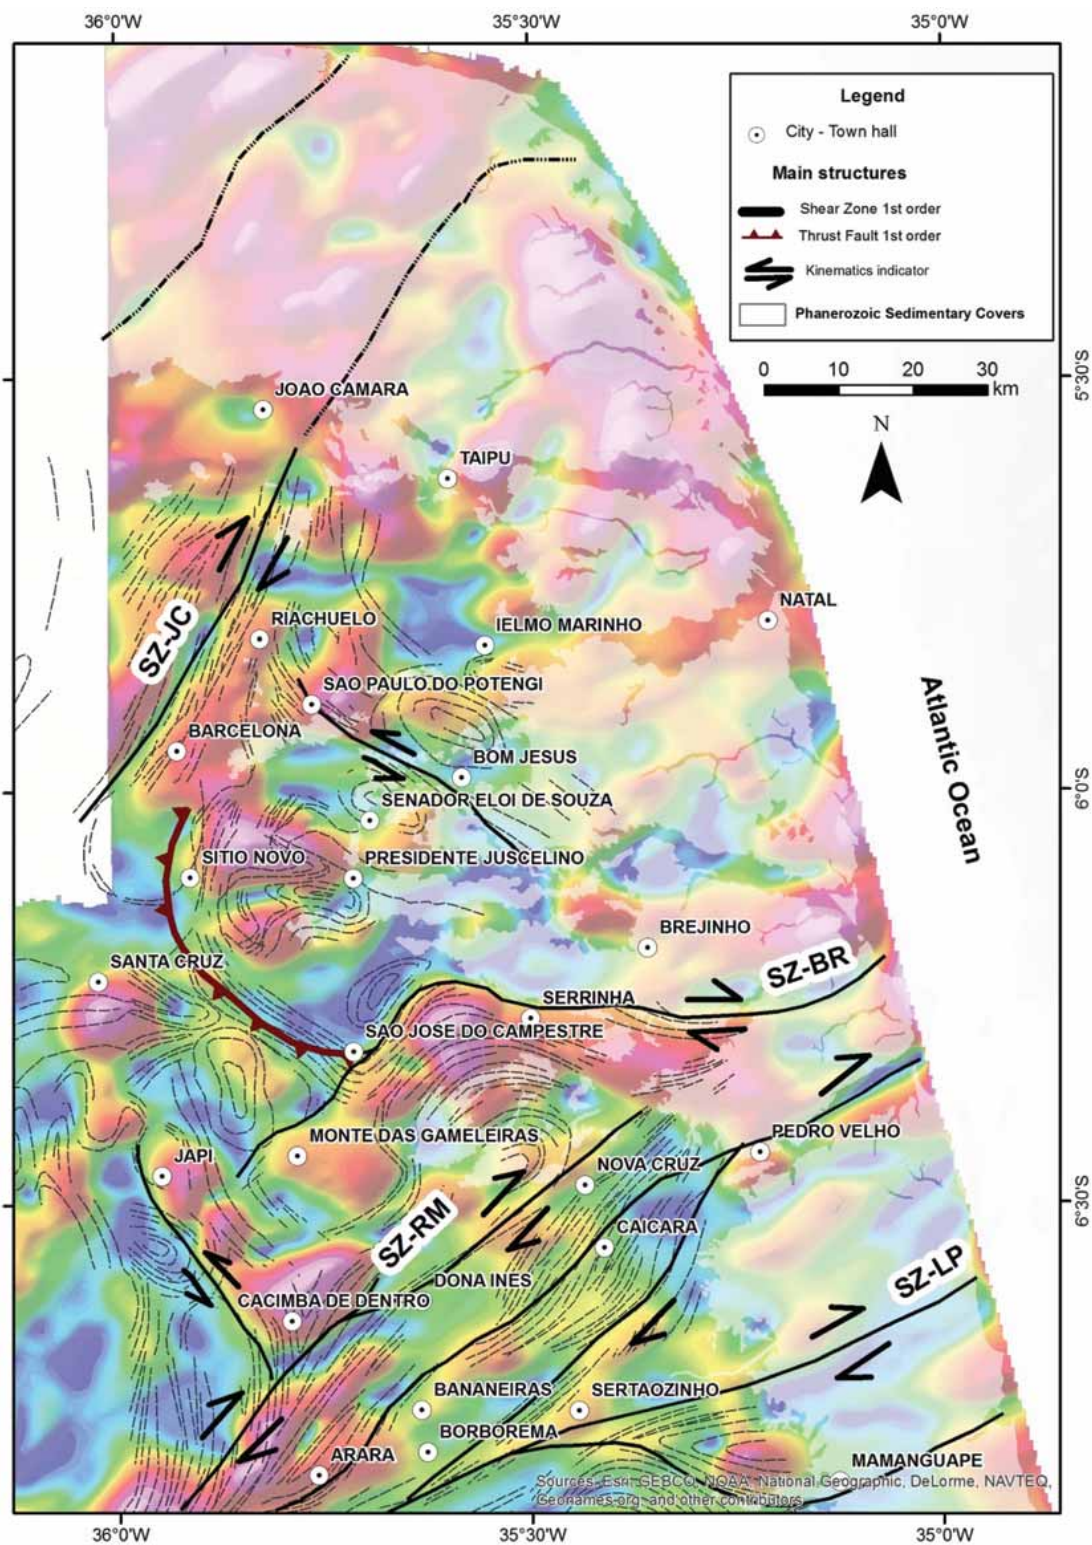 36°0'W 35°30'W 35°0'W
Legend
City - Town hall
Main structures
Shear Zone 1st order
Thrust Fault 1st order
Kinematics indicator
Phanerozoic Sedimentary Covers
0 10 20 30 km
N
5°30'S
JOAO CAMARA
TAIPU
NATAL
RIACHUELO
IELMO MARINHO
SZ-JC
SAO PAULO DO POTENGI
BARCELONA
BOM JESUS
Atlantic Ocean
6°0'S
SENADOR ELOI DE SOUZA
SITIO NOVO
PRESIDENTE JUSCELINO
BREJINHO
SANTA CRUZ
SZ-BR
SERRINHA
SAO JOSE DO CAMPESTRE
MONTE DAS GAMELEIRAS
PEDRO VELHO
JAPI
NOVA CRUZ
6°30'S
SZ-RM
CAICARA
SZ-LP
DONA INES
CACIMBA DE DENTRO
BANANEIRAS
SERTAOZINHO
BORBOREMA
ARARA
MAMANGUAPE
Sources: Esri, GEBCO, NOAA, National Geographic, DeLorme, NAVTEQ,
Geonames.org, and other contributors
36°0'W 35°30'W 35°0'W